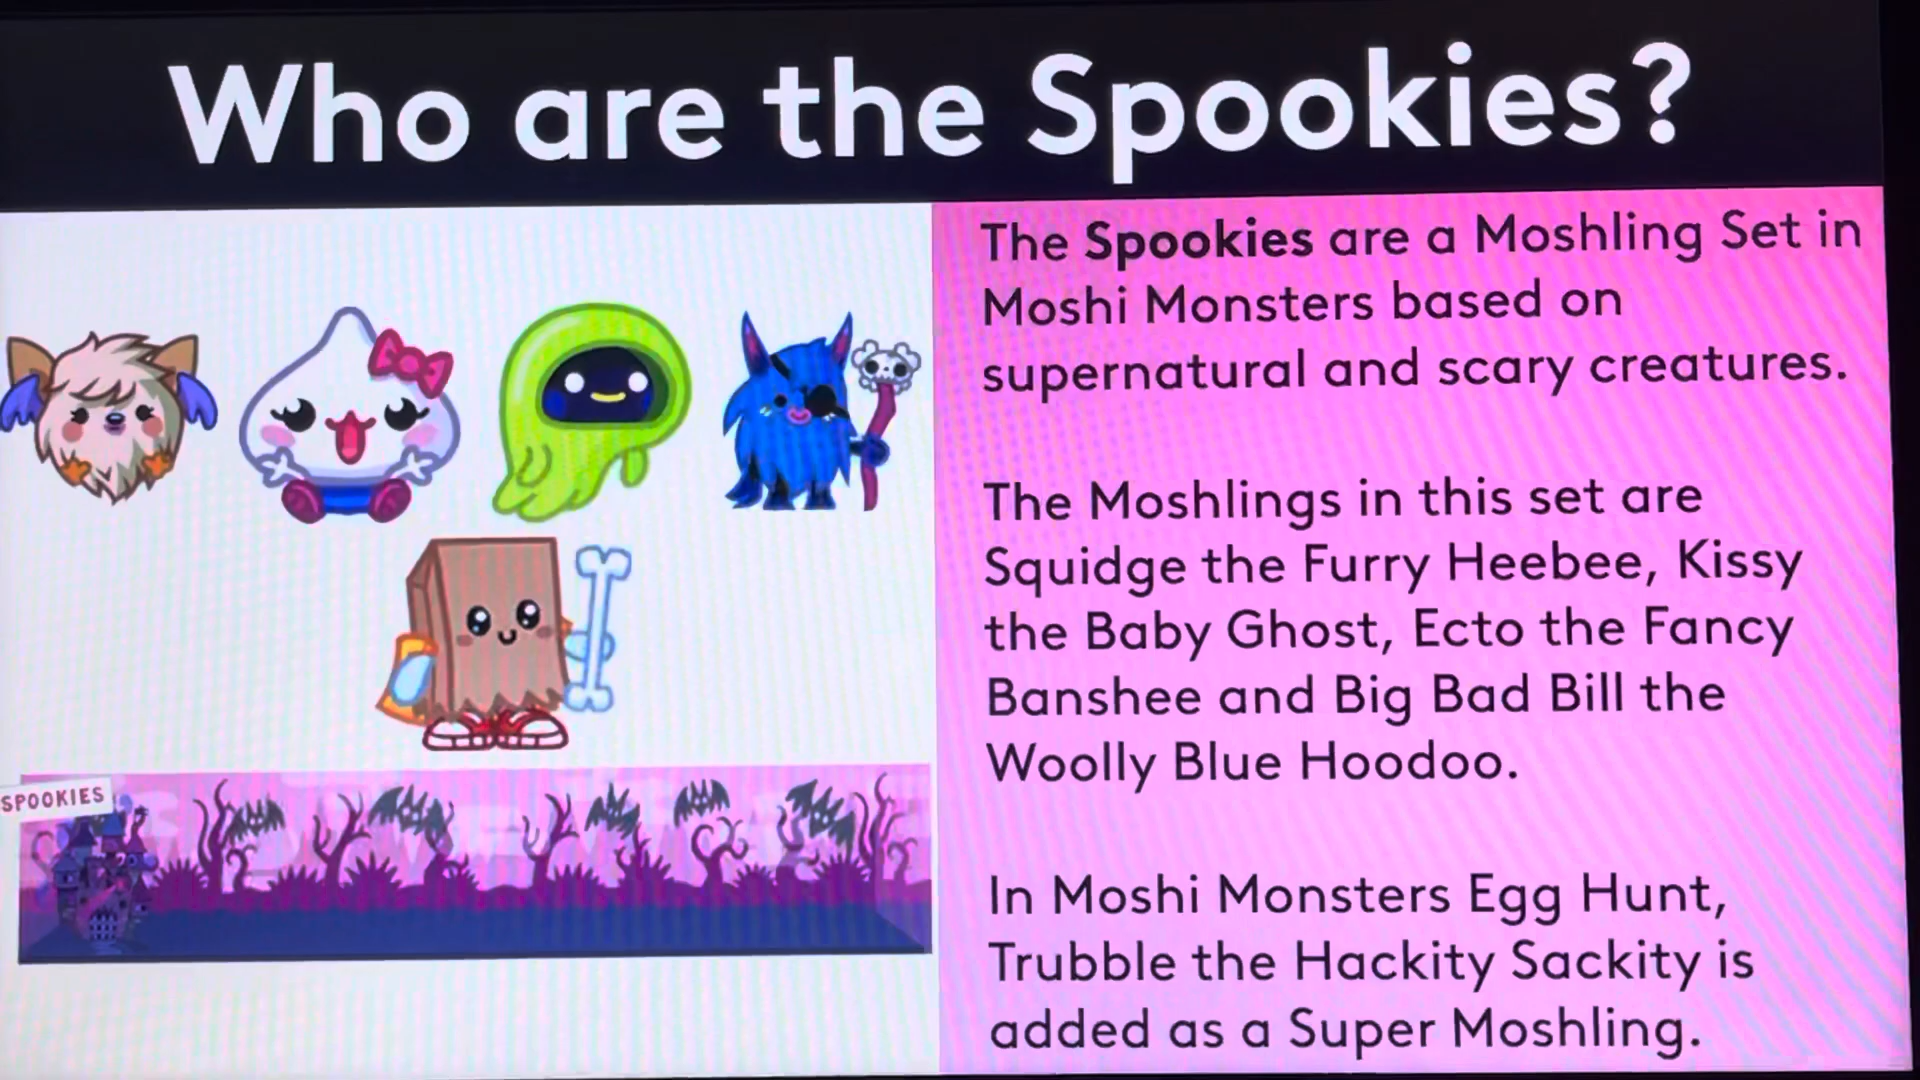 Who are the Spookies?
The Spookies are a Moshling Set in
Moshi Monsters based on
supernatural and scary creatures.
The Moshlings in this set are
Squidge the Furry Heebee, Kissy
the Baby Ghost, Ecto the Fancy
Banshee and Big Bad Bill the
Woolly Blue Hoodoo.
In Moshi Monsters Egg Hunt,
Trubble the Hackity Sackity is
added as a Super Moshling.
SPOOKIES